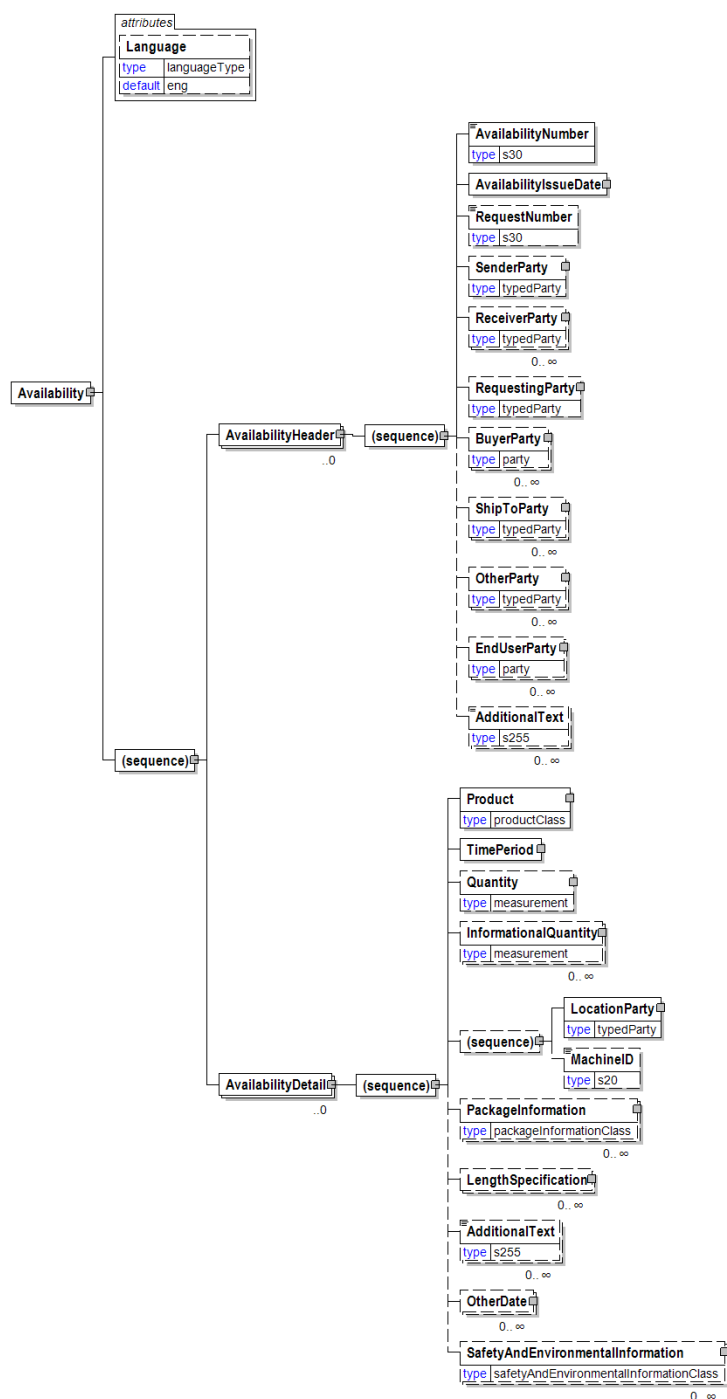 attributes
Language
type languageType
default eng
AvailabilityNumber
type s30
AvailabilityIssueDate
RequestNumber
type s30
SenderParty
type typedParty
ReceiverParty
type typedParty
0.. ∞
RequestingParty
type typedParty
Availability
AvailabilityHeader
..0
(sequence)
BuyerParty
type party
0.. ∞
ShipToParty
type typedParty
0.. ∞
OtherParty
type typedParty
0.. ∞
EndUserParty
type party
0.. ∞
AdditionalText
type s255
0.. ∞
(sequence)
Product
type productClass
TimePeriod
Quantity
type measurement
InformationalQuantity
type measurement
0.. ∞
LocationParty
type typedParty
(sequence)
MachineID
type s20
AvailabilityDetail
..0
(sequence)
PackageInformation
type packageInformationClass
0.. ∞
LengthSpecification
0.. ∞
AdditionalText
type s255
0.. ∞
OtherDate
0.. ∞
SafetyAndEnvironmentalInformation
type safetyAndEnvironmentalInformationClass
0.. ∞